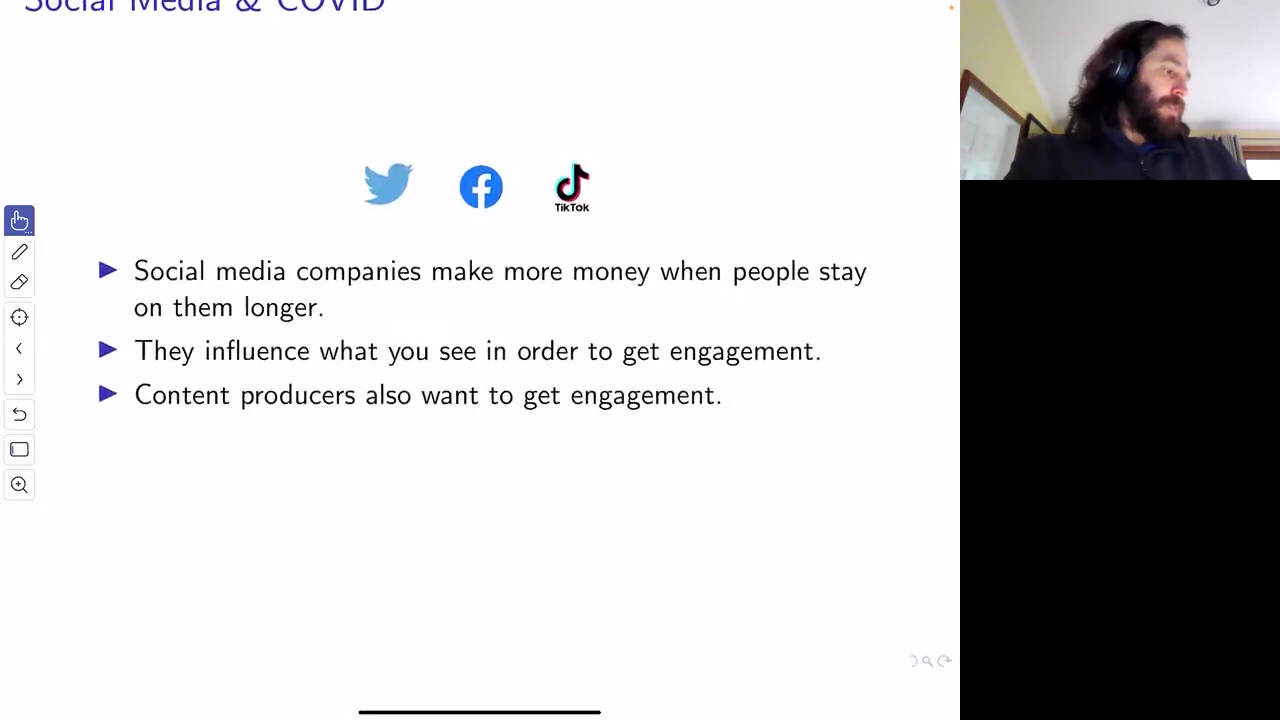 Social Media & COVID
TikTok
Social media companies make more money when people stay
on them longer.
They influence what you see in order to get engagement.
Content producers also want to get engagement.